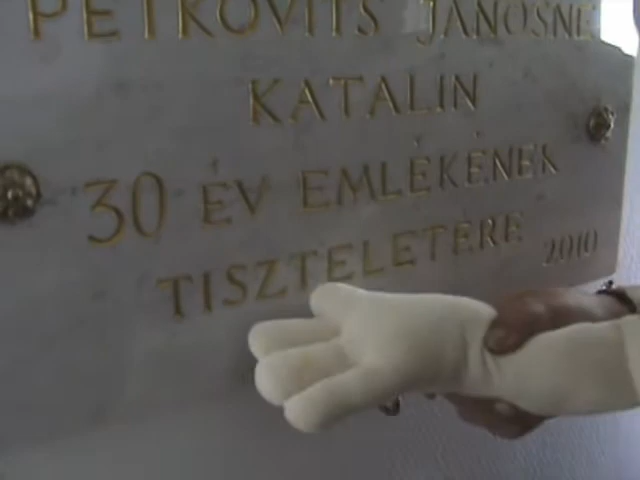 PETKOVITS JÁNOSNÉ
KATALIN
30 ÉV EMLÉKÉNEK
TISZTELETÉRE 2010